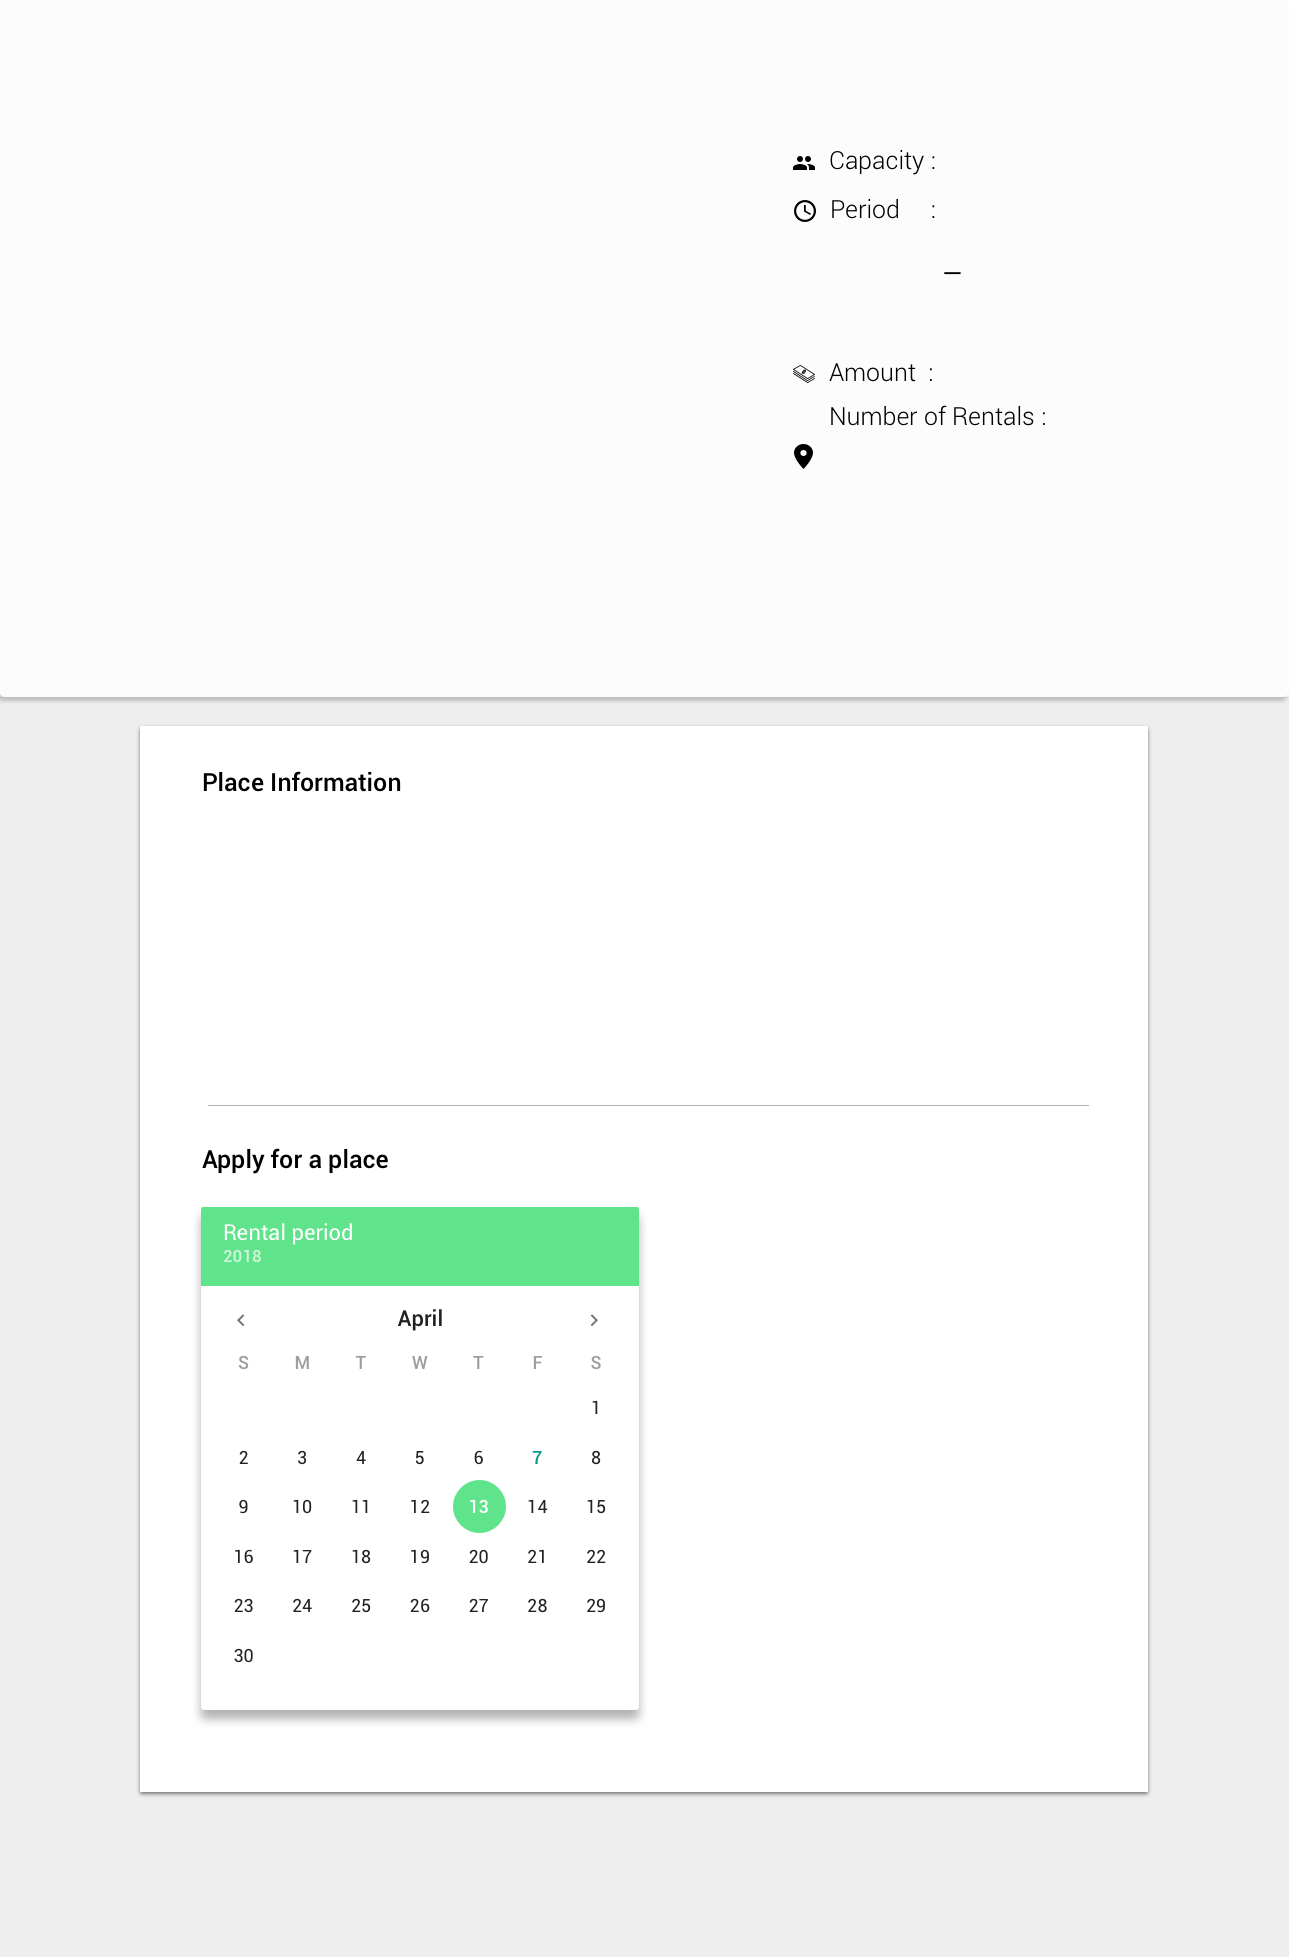 Capacity :
Period :
–
Amount :
Number of Rentals :
Place Information
Apply for a place
Rental period
2018
April
S M T W T F S
1
2 3 4 5 6 7 8
9 10 11 12 13 14 15
16 17 18 19 20 21 22
23 24 25 26 27 28 29
30